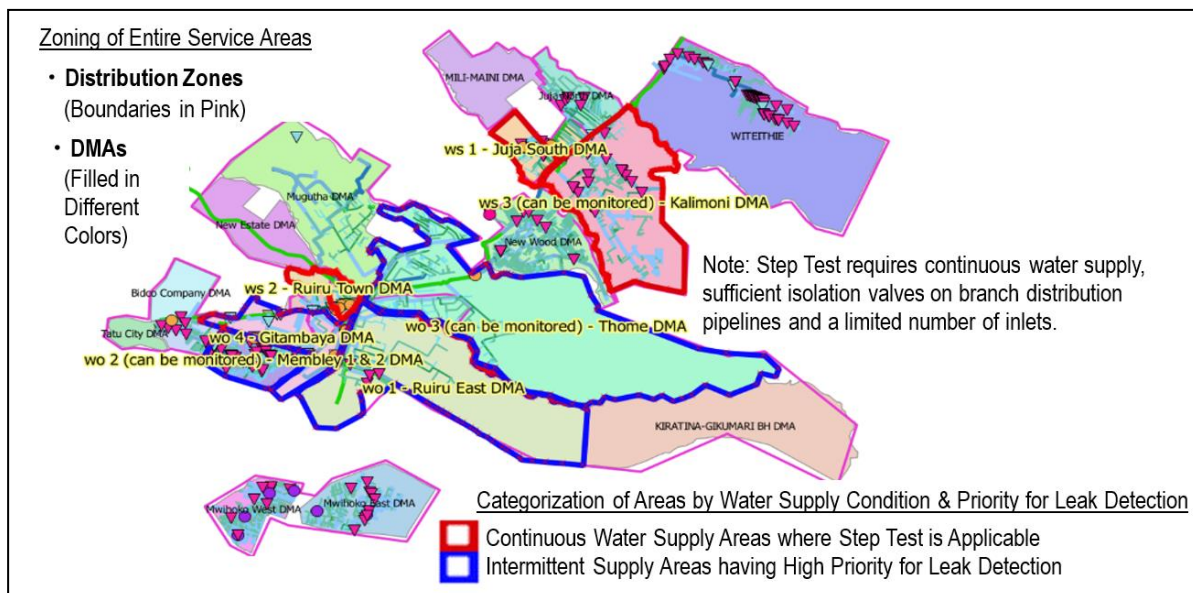 Zoning of Entire Service Areas
・ Distribution Zones
(Boundaries in Pink)
・ DMAs
(Filled in
Different
Colors)
MILI-MAINI DMA
Juja North DMA
WITEITHIE
ws 1 - Juja South DMA
Mugutha DMA
ws 3 (can be monitored) - Kalimoni DMA
New Estate DMA
New Wood DMA
Note: Step Test requires continuous water supply,
sufficient isolation valves on branch distribution
pipelines and a limited number of inlets.
ws 2 - Ruiru Town DMA
Bidco Company DMA
Tatu City DMA
wo 3 (can be monitored) - Thome DMA
wo 4 - Gitambaya DMA
wo 2 (can be monitored) - Membley 1 & 2 DMA
wo 1 - Ruiru East DMA
KIRATINA-GIKUMARI BH DMA
Mwihoko West DMA
Mwihoko East DMA
Categorization of Areas by Water Supply Condition & Priority for Leak Detection
Continuous Water Supply Areas where Step Test is Applicable
Intermittent Supply Areas having High Priority for Leak Detection